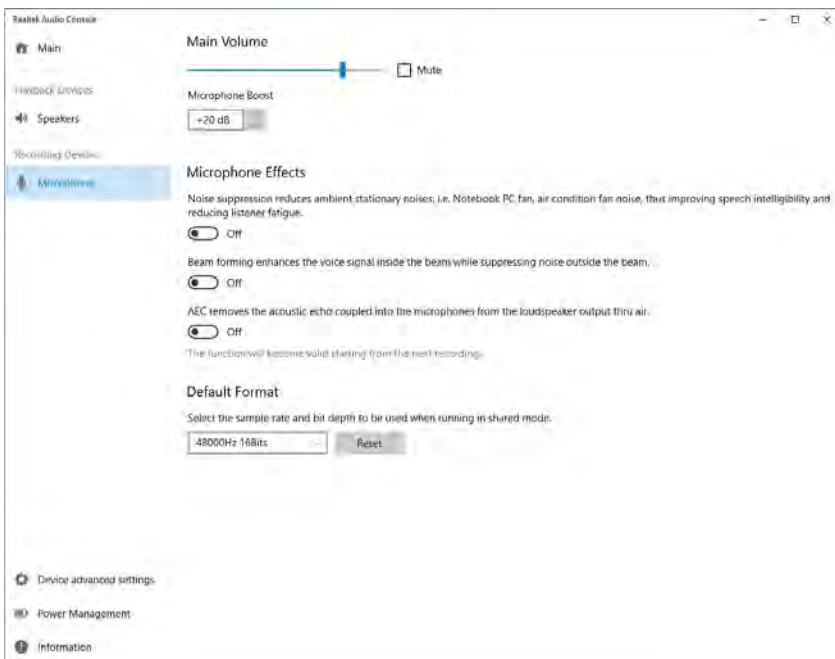 Realtek Audio Console
Main
Playback Devices
Speakers
Recording Devices
Microphone
Main Volume
Mute
Microphone Boost
+20 dB
Microphone Effects
Noise suppression reduces ambient stationary noises, i.e. Notebook PC fan, air condition fan noise, thus improving speech intelligibility and
reducing listener fatigue.
Off
Beam forming enhances the voice signal inside the beam while suppressing noise outside the beam.
Off
AEC removes the acoustic echo coupled into the microphones from the loudspeaker output thru air.
Off
The function will become valid starting from the next recording.
Default Format
Select the sample rate and bit depth to be used when running in shared mode.
48000Hz 16Bits
Reset
Device advanced settings
Power Management
Information